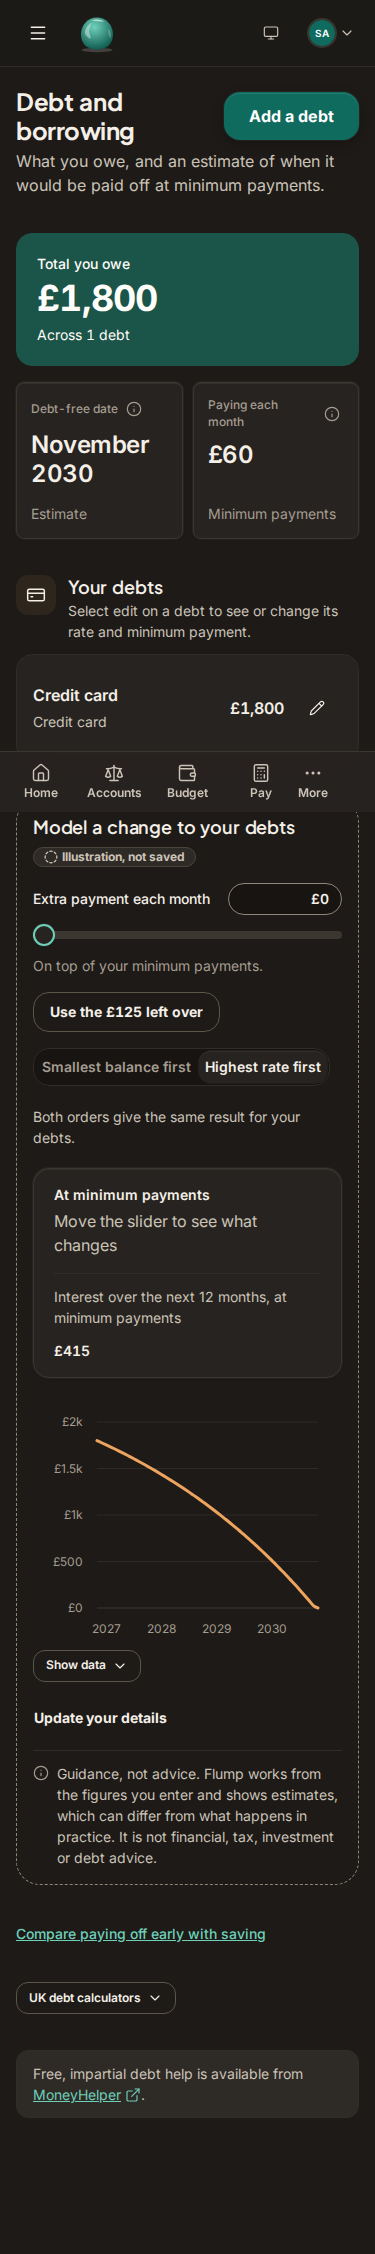 SA
Debt and
borrowing
Add a debt
What you owe, and an estimate of when it
would be paid off at minimum payments.
Total you owe
£1,800
Across 1 debt
Debt-free date
November
2030
Estimate
Paying each
month
£60
Minimum payments
Your debts
Select edit on a debt to see or change its
rate and minimum payment.
Credit card
Credit card
£1,800
Home
Accounts
Budget
Pay
More
Model a change to your debts
Illustration, not saved
Extra payment each month
£0
On top of your minimum payments.
Use the £125 left over
Smallest balance first
Highest rate first
Both orders give the same result for your
debts.
At minimum payments
Move the slider to see what
changes
Interest over the next 12 months, at
minimum payments
£415
£2k
£1.5k
£1k
£500
£0
2027
2028
2029
2030
Show data
Update your details
Guidance, not advice. Flump works from
the figures you enter and shows estimates,
which can differ from what happens in
practice. It is not financial, tax, investment
or debt advice.
Compare paying off early with saving
UK debt calculators
Free, impartial debt help is available from
MoneyHelper.